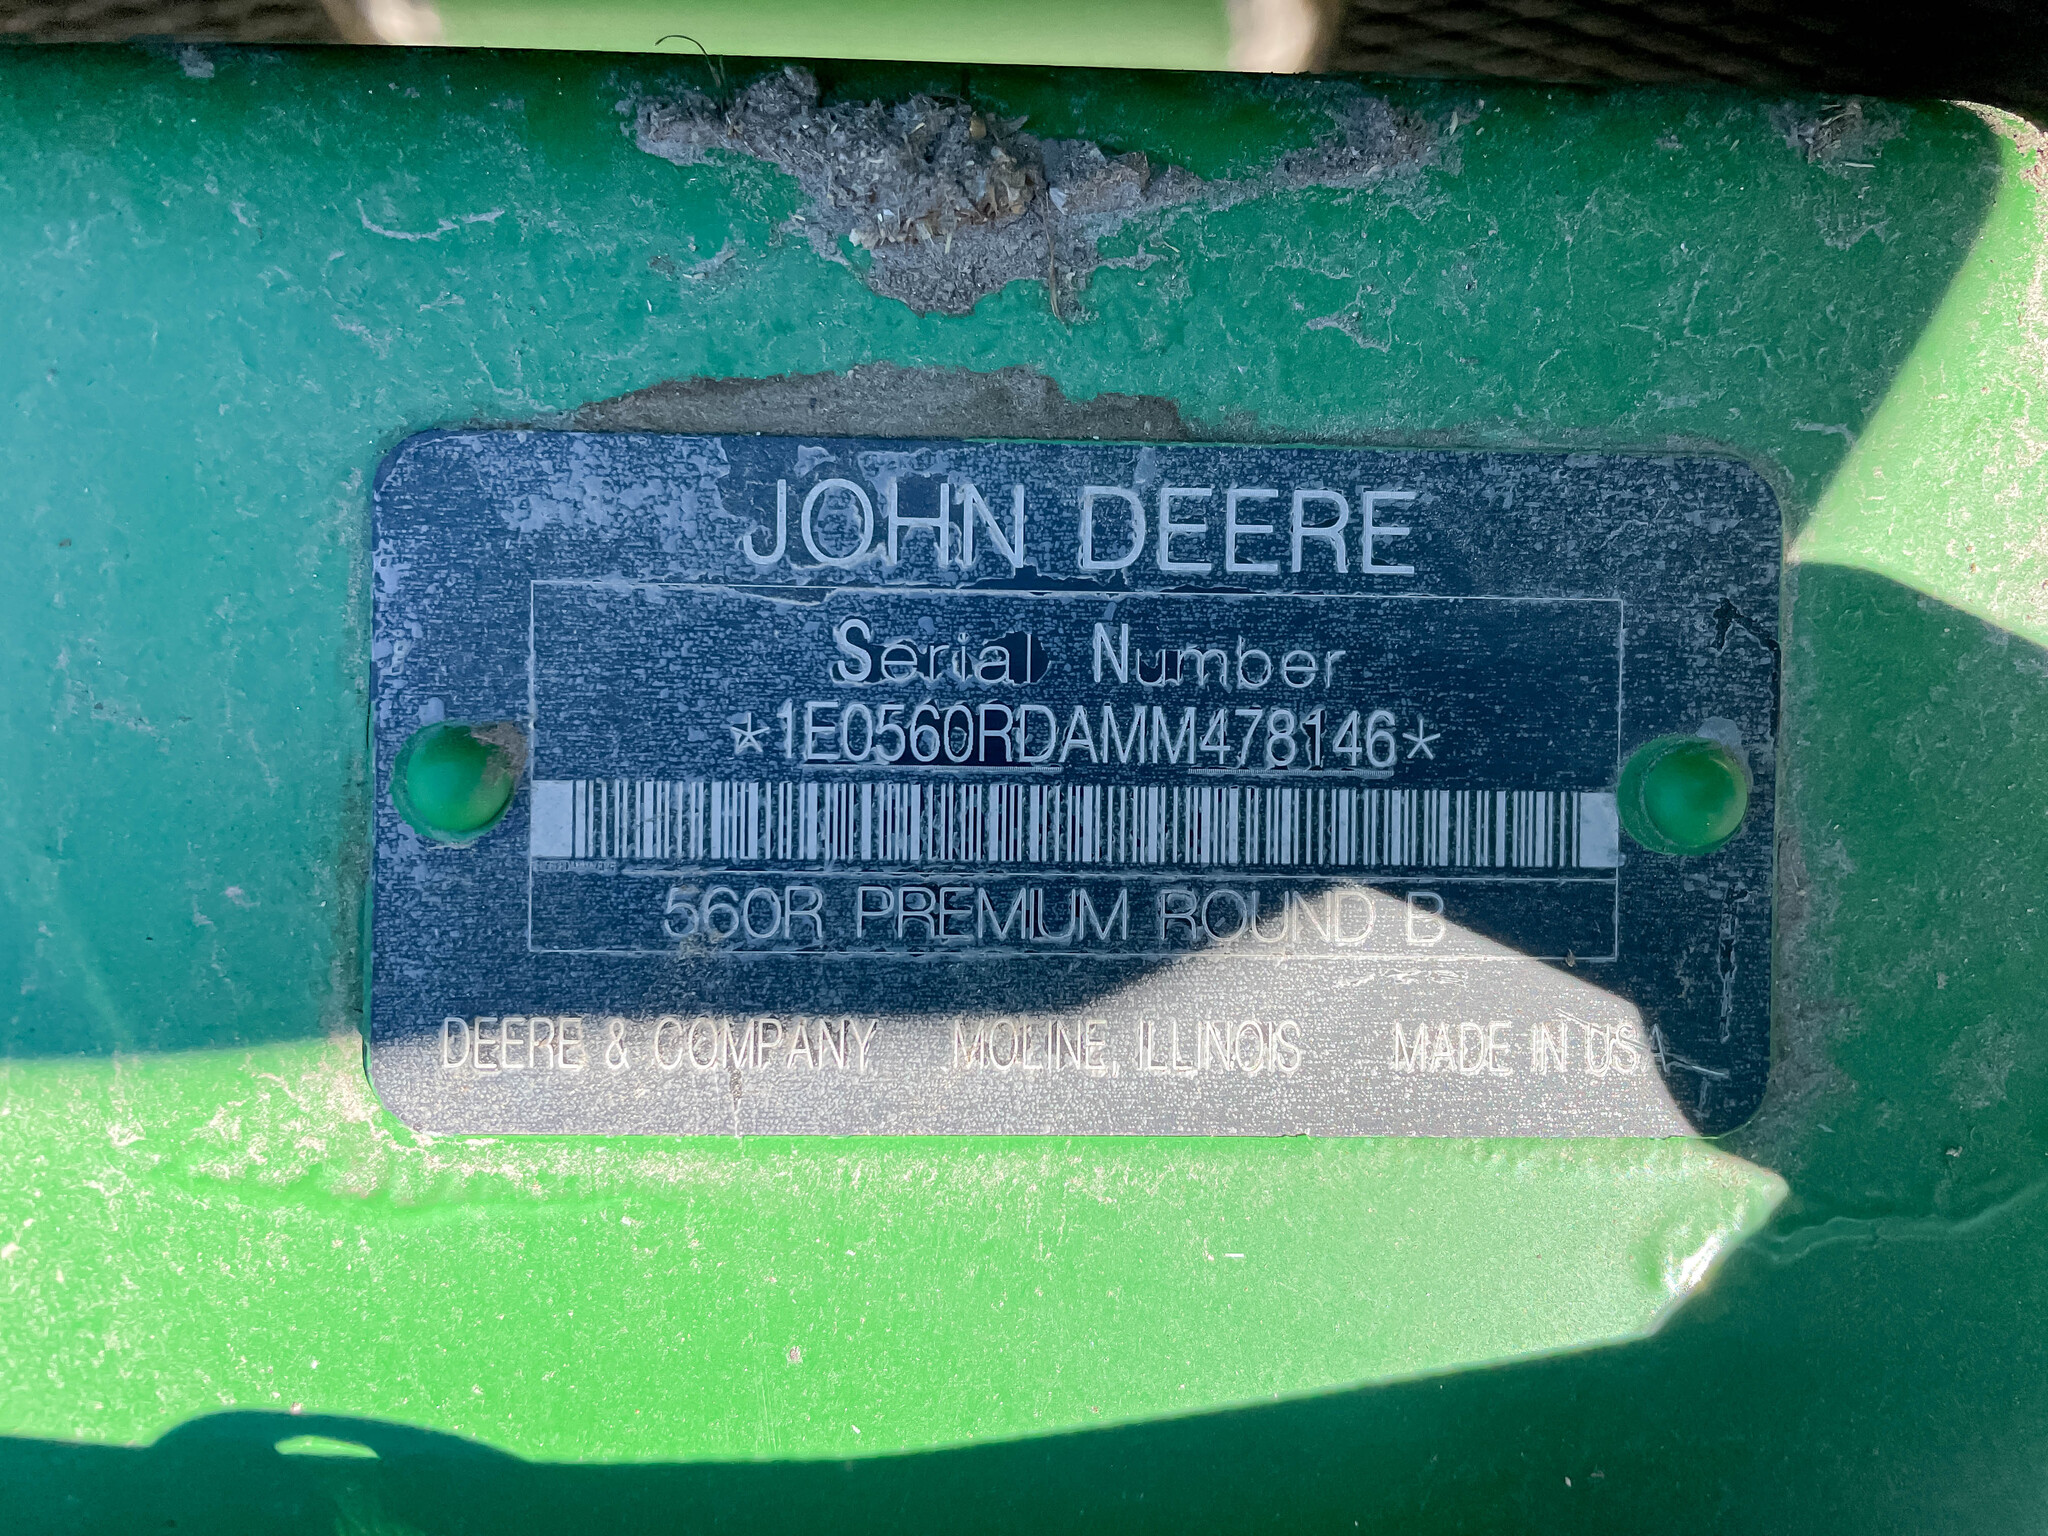 JOHN DEERE
Serial Number
*1E0560RDAMM478146*
560R PREMIUM ROUND B
DEERE & COMPANY MOLINE, ILLINOIS MADE IN USA